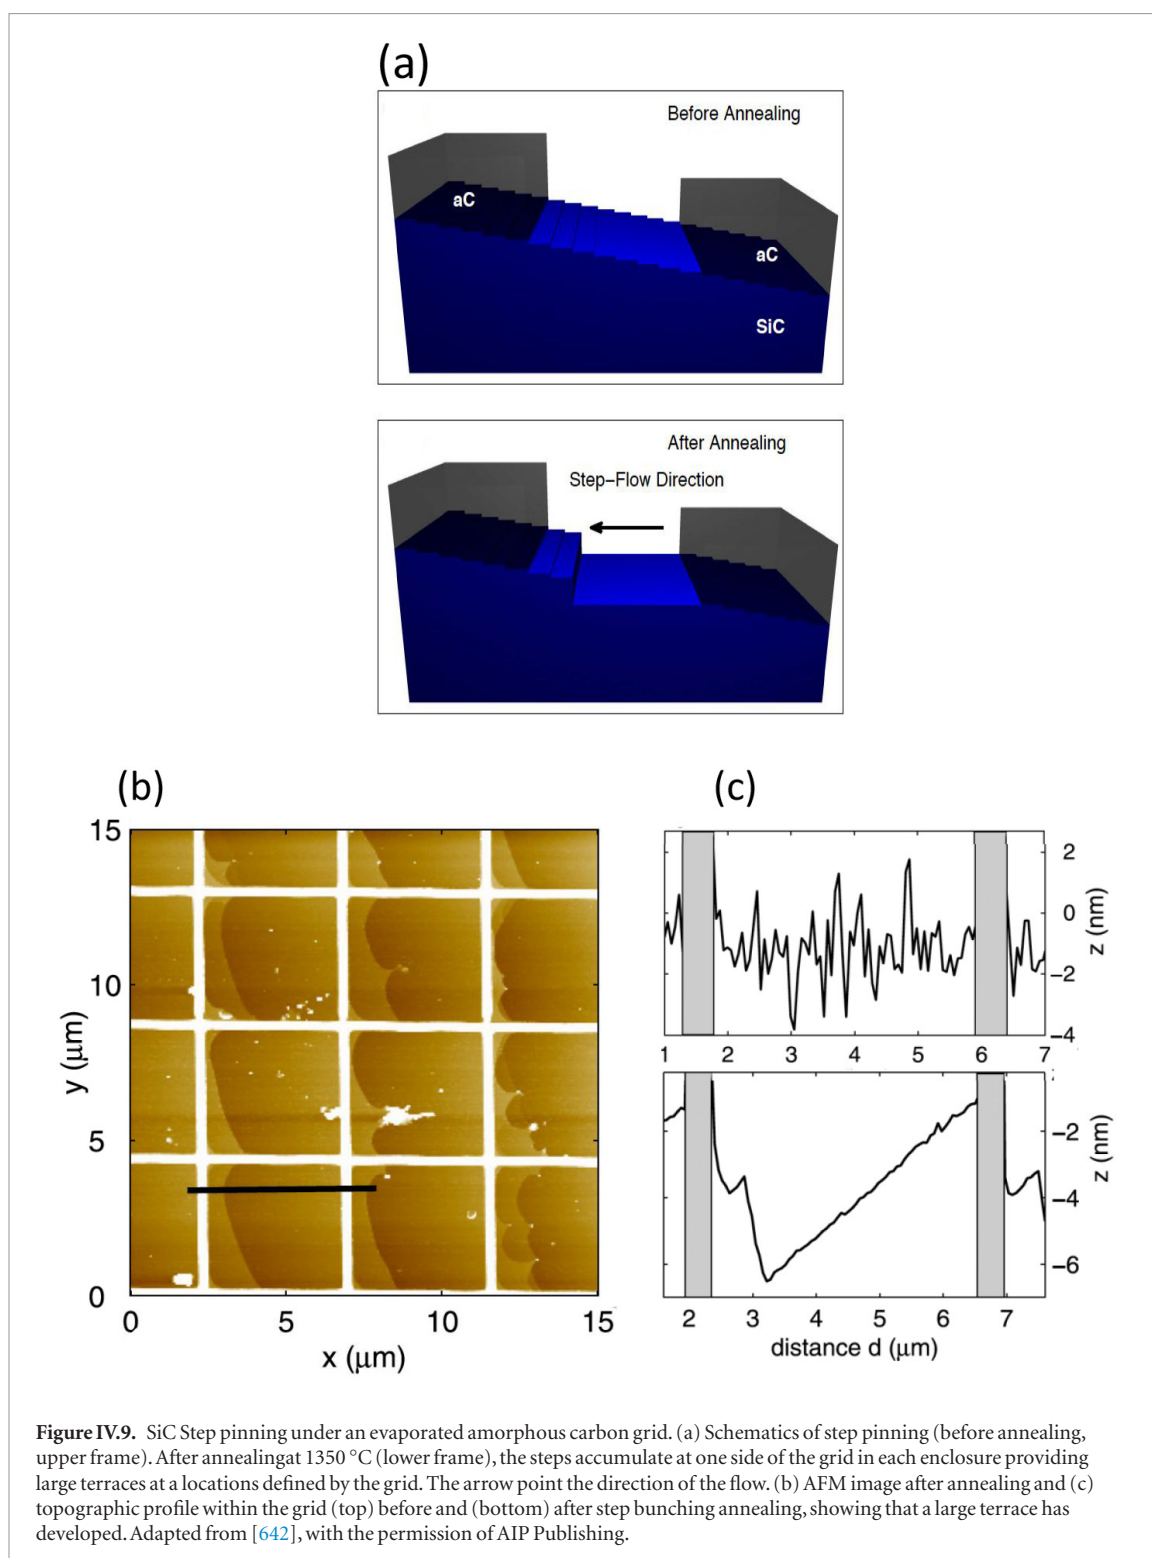 (a)
Before Annealing
aC
aC
SiC
After Annealing
Step-Flow Direction
(b)
(c)
15
10
5
0
y (μm)
0 5 10 15
x (μm)
2
0
-2
-4
z (nm)
1 2 3 4 5 6 7
-2
-4
-6
z (nm)
2 3 4 5 6 7
distance d (μm)
Figure IV.9. SiC Step pinning under an evaporated amorphous carbon grid. (a) Schematics of step pinning (before annealing,
upper frame). After annealingat 1350 °C (lower frame), the steps accumulate at one side of the grid in each enclosure providing
large terraces at a locations defined by the grid. The arrow point the direction of the flow. (b) AFM image after annealing and (c)
topographic profile within the grid (top) before and (bottom) after step bunching annealing, showing that a large terrace has
developed. Adapted from [642], with the permission of AIP Publishing.